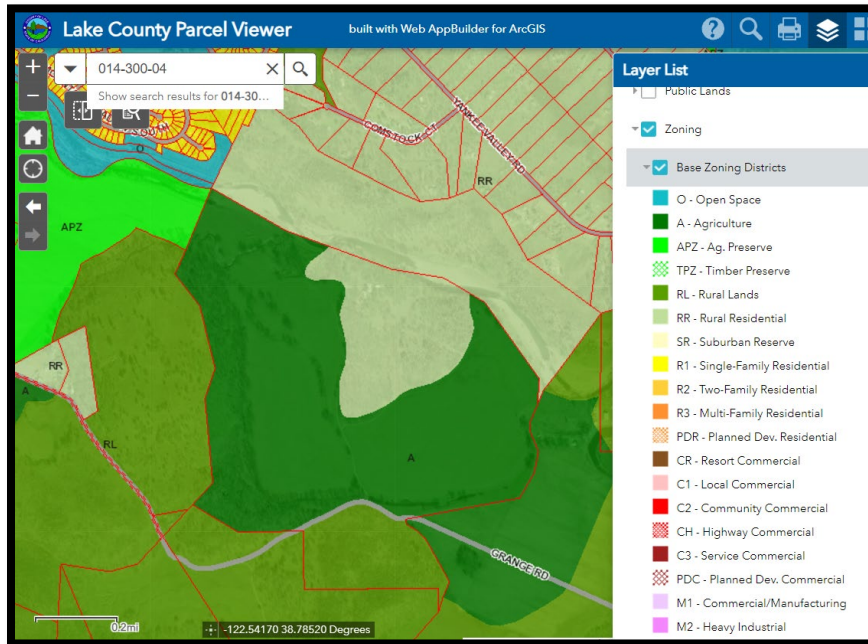 Lake County Parcel Viewer
built with Web AppBuilder for ArcGIS
014-300-04
Show search results for 014-30...
SOUTH
O
COMSTOCK CT
YANKEE VALLEY RD
RR
APZ
RR
A
RL
A
GRANGE RD
0.2mi
-122.54170 38.78520 Degrees
Layer List
Public Lands
Zoning
Base Zoning Districts
O - Open Space
A - Agriculture
APZ - Ag. Preserve
TPZ - Timber Preserve
RL - Rural Lands
RR - Rural Residential
SR - Suburban Reserve
R1 - Single-Family Residential
R2 - Two-Family Residential
R3 - Multi-Family Residential
PDR - Planned Dev. Residential
CR - Resort Commercial
C1 - Local Commercial
C2 - Community Commercial
CH - Highway Commercial
C3 - Service Commercial
PDC - Planned Dev. Commercial
M1 - Commercial/Manufacturing
M2 - Heavy Industrial